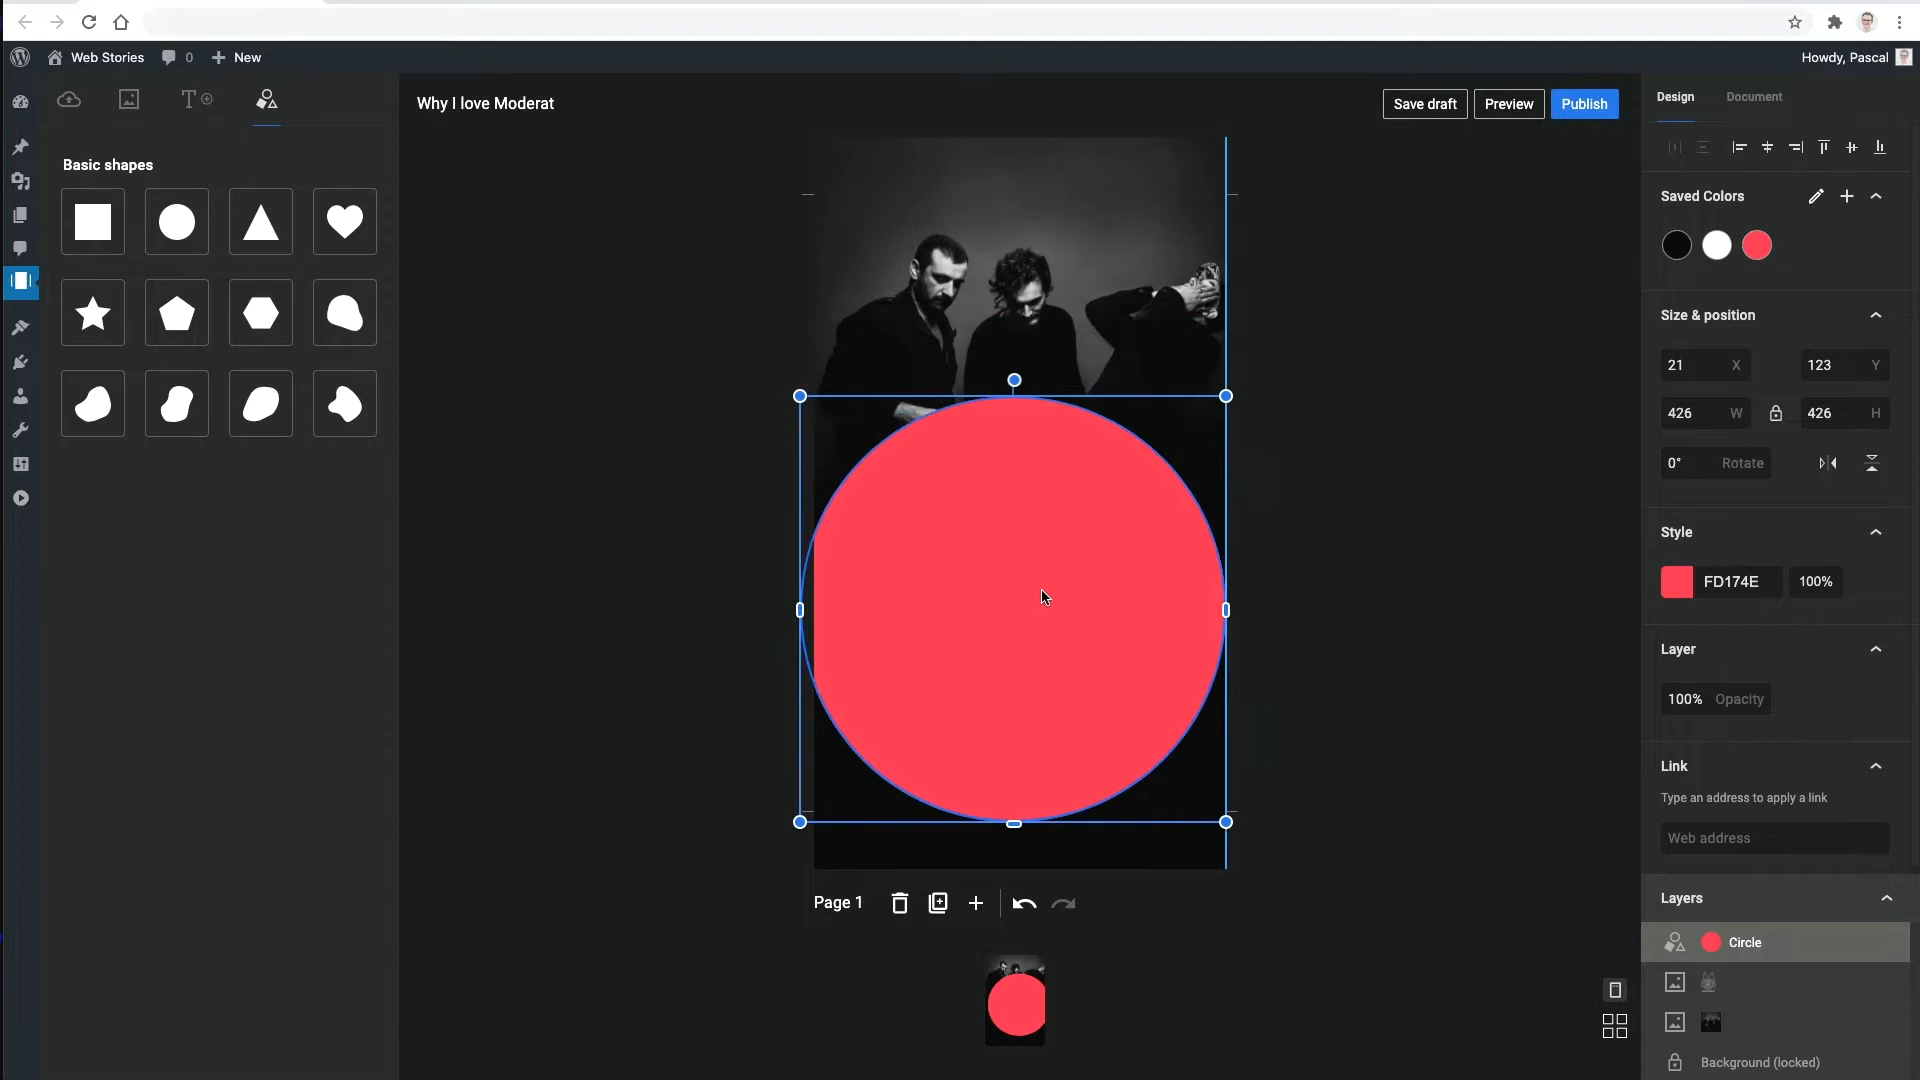 Web Stories
0
New
Howdy, Pascal
Why I love Moderat
Save draft
Preview
Publish
Design
Document
Basic shapes
Saved Colors
Size & position
21 X
123 Y
426 W
426 H
0° Rotate
Style
FD174E
100%
Layer
100% Opacity
Link
Type an address to apply a link
Web address
Page 1
Layers
Circle
Background (locked)